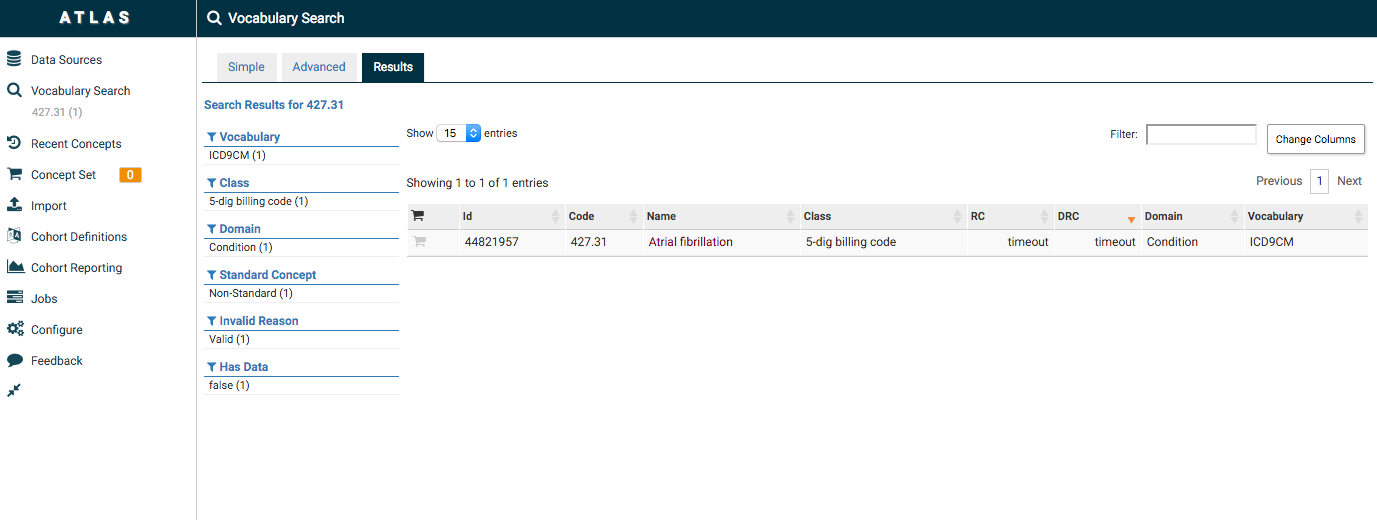 ATLAS
Vocabulary Search
Data Sources
Vocabulary Search
427.31 (1)
Recent Concepts
Concept Set 0
Import
Cohort Definitions
Cohort Reporting
Jobs
Configure
Feedback
Simple Advanced Results
Search Results for 427.31
Vocabulary
ICD9CM (1)
Class
5-dig billing code (1)
Domain
Condition (1)
Standard Concept
Non-Standard (1)
Invalid Reason
Valid (1)
Has Data
false (1)
Show 15 entries
Filter:
Change Columns
Showing 1 to 1 of 1 entries
Previous 1 Next
Id Code Name Class RC DRC Domain Vocabulary
44821957 427.31 Atrial fibrillation 5-dig billing code timeout timeout Condition ICD9CM